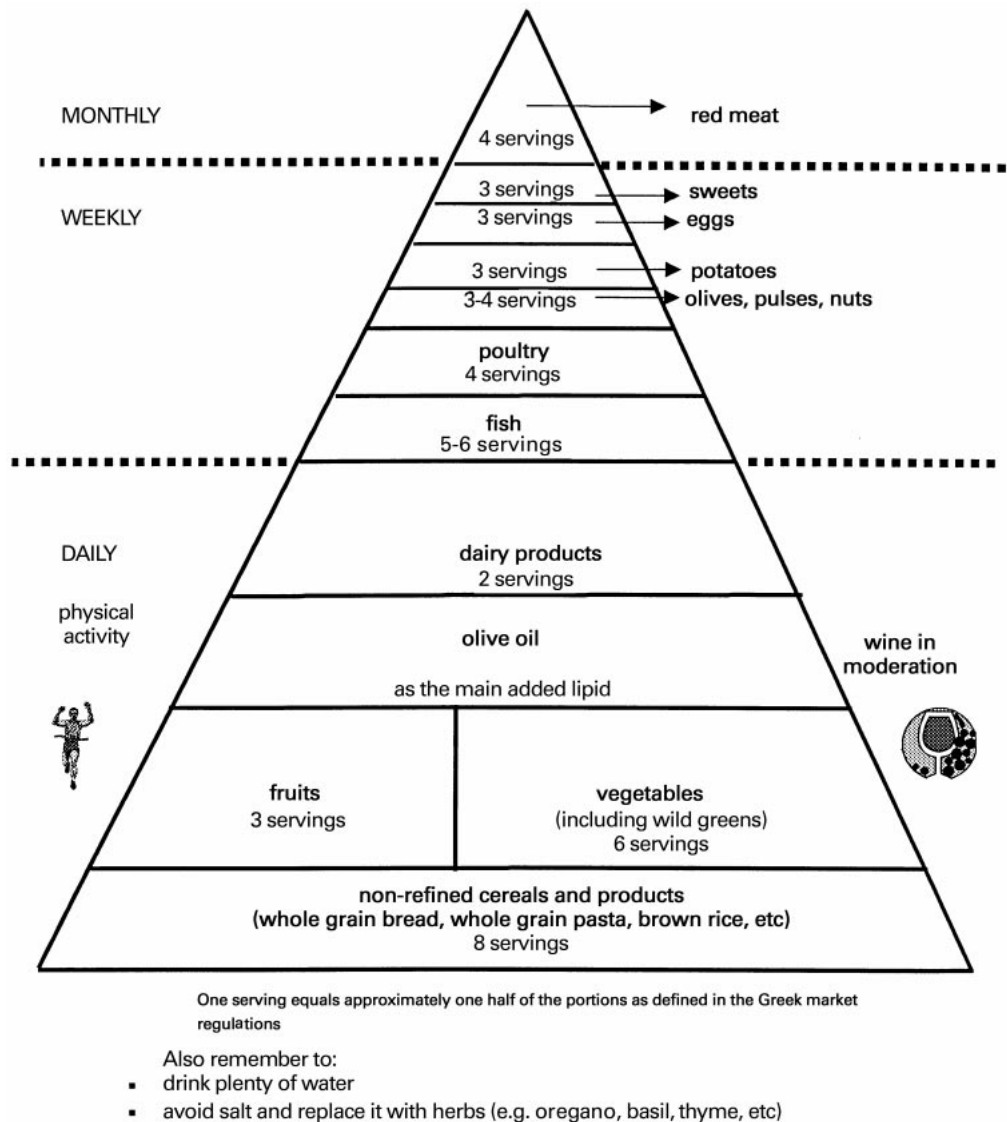 MONTHLY
red meat
4 servings
3 servings
sweets
WEEKLY
3 servings
eggs
3 servings
potatoes
3-4 servings
olives, pulses, nuts
poultry
4 servings
fish
5-6 servings
DAILY
dairy products
2 servings
physical
activity
olive oil
wine in
moderation
as the main added lipid
fruits
3 servings
vegetables
(including wild greens)
6 servings
non-refined cereals and products
(whole grain bread, whole grain pasta, brown rice, etc)
8 servings
One serving equals approximately one half of the portions as defined in the Greek market
regulations
Also remember to:
▪ drink plenty of water
▪ avoid salt and replace it with herbs (e.g. oregano, basil, thyme, etc)